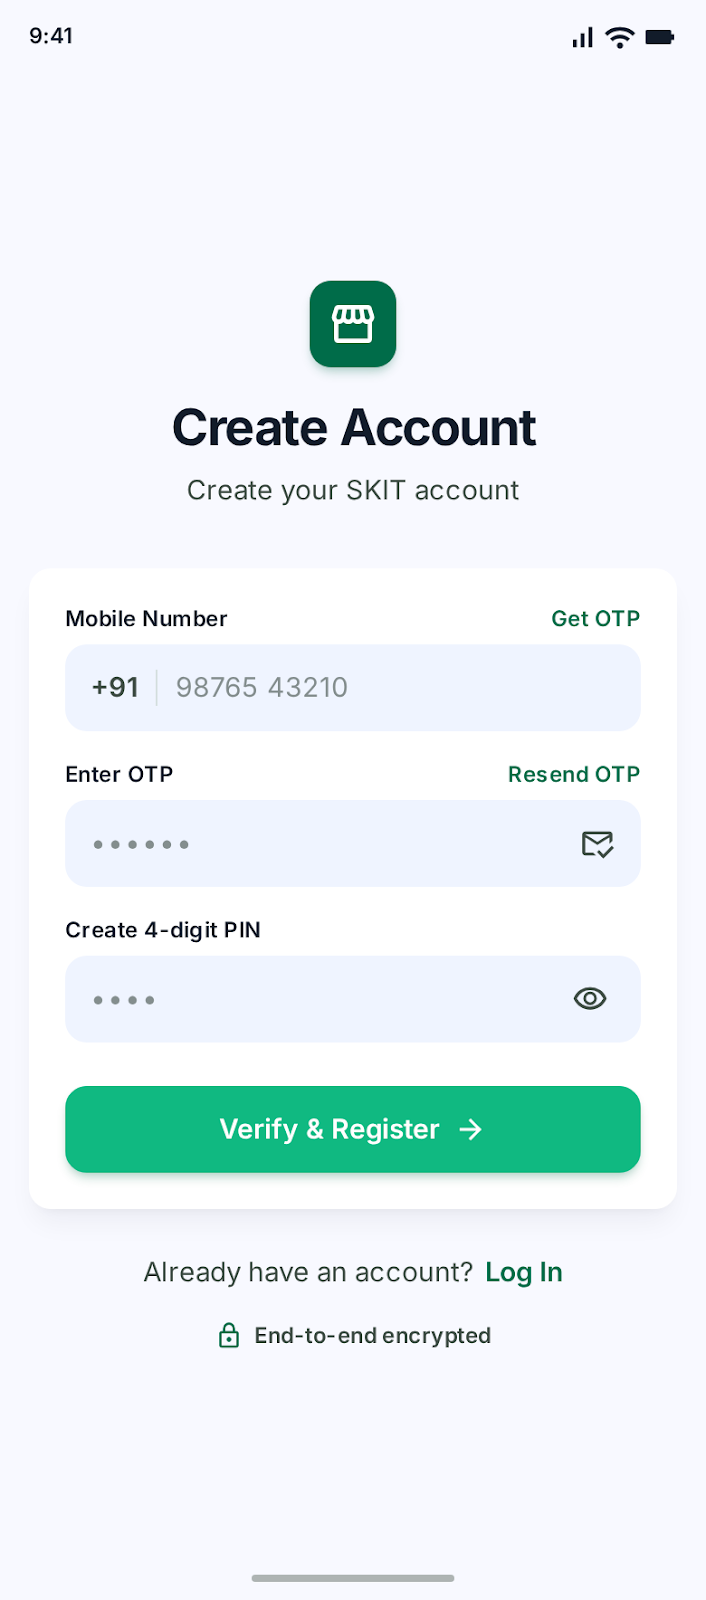 9:41
Create Account
Create your SKIT account
Mobile Number Get OTP
+91 98765 43210
Enter OTP Resend OTP
••••••
Create 4-digit PIN
••••
Verify & Register →
Already have an account? Log In
End-to-end encrypted